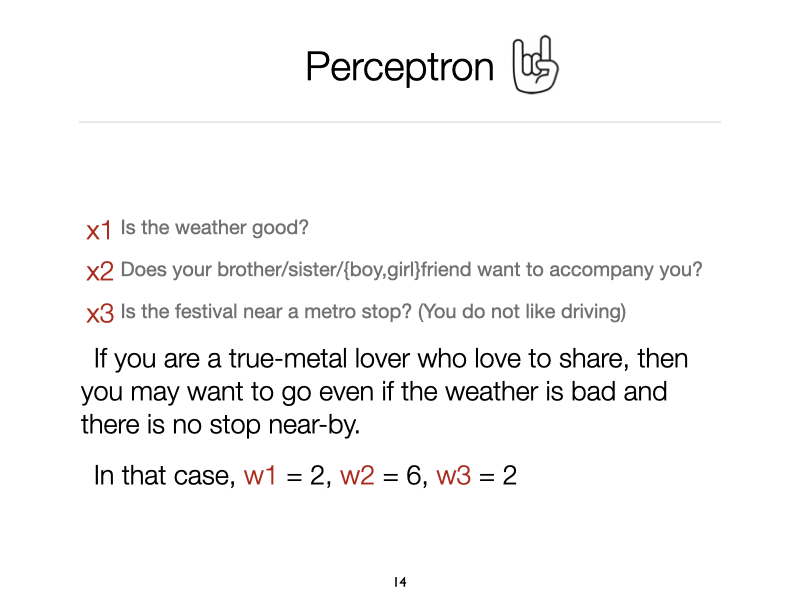 Perceptron
x1 Is the weather good?
x2 Does your brother/sister/{boy,girl}friend want to accompany you?
x3 Is the festival near a metro stop? (You do not like driving)
If you are a true-metal lover who love to share, then
you may want to go even if the weather is bad and
there is no stop near-by.
In that case, w1 = 2, w2 = 6, w3 = 2
14